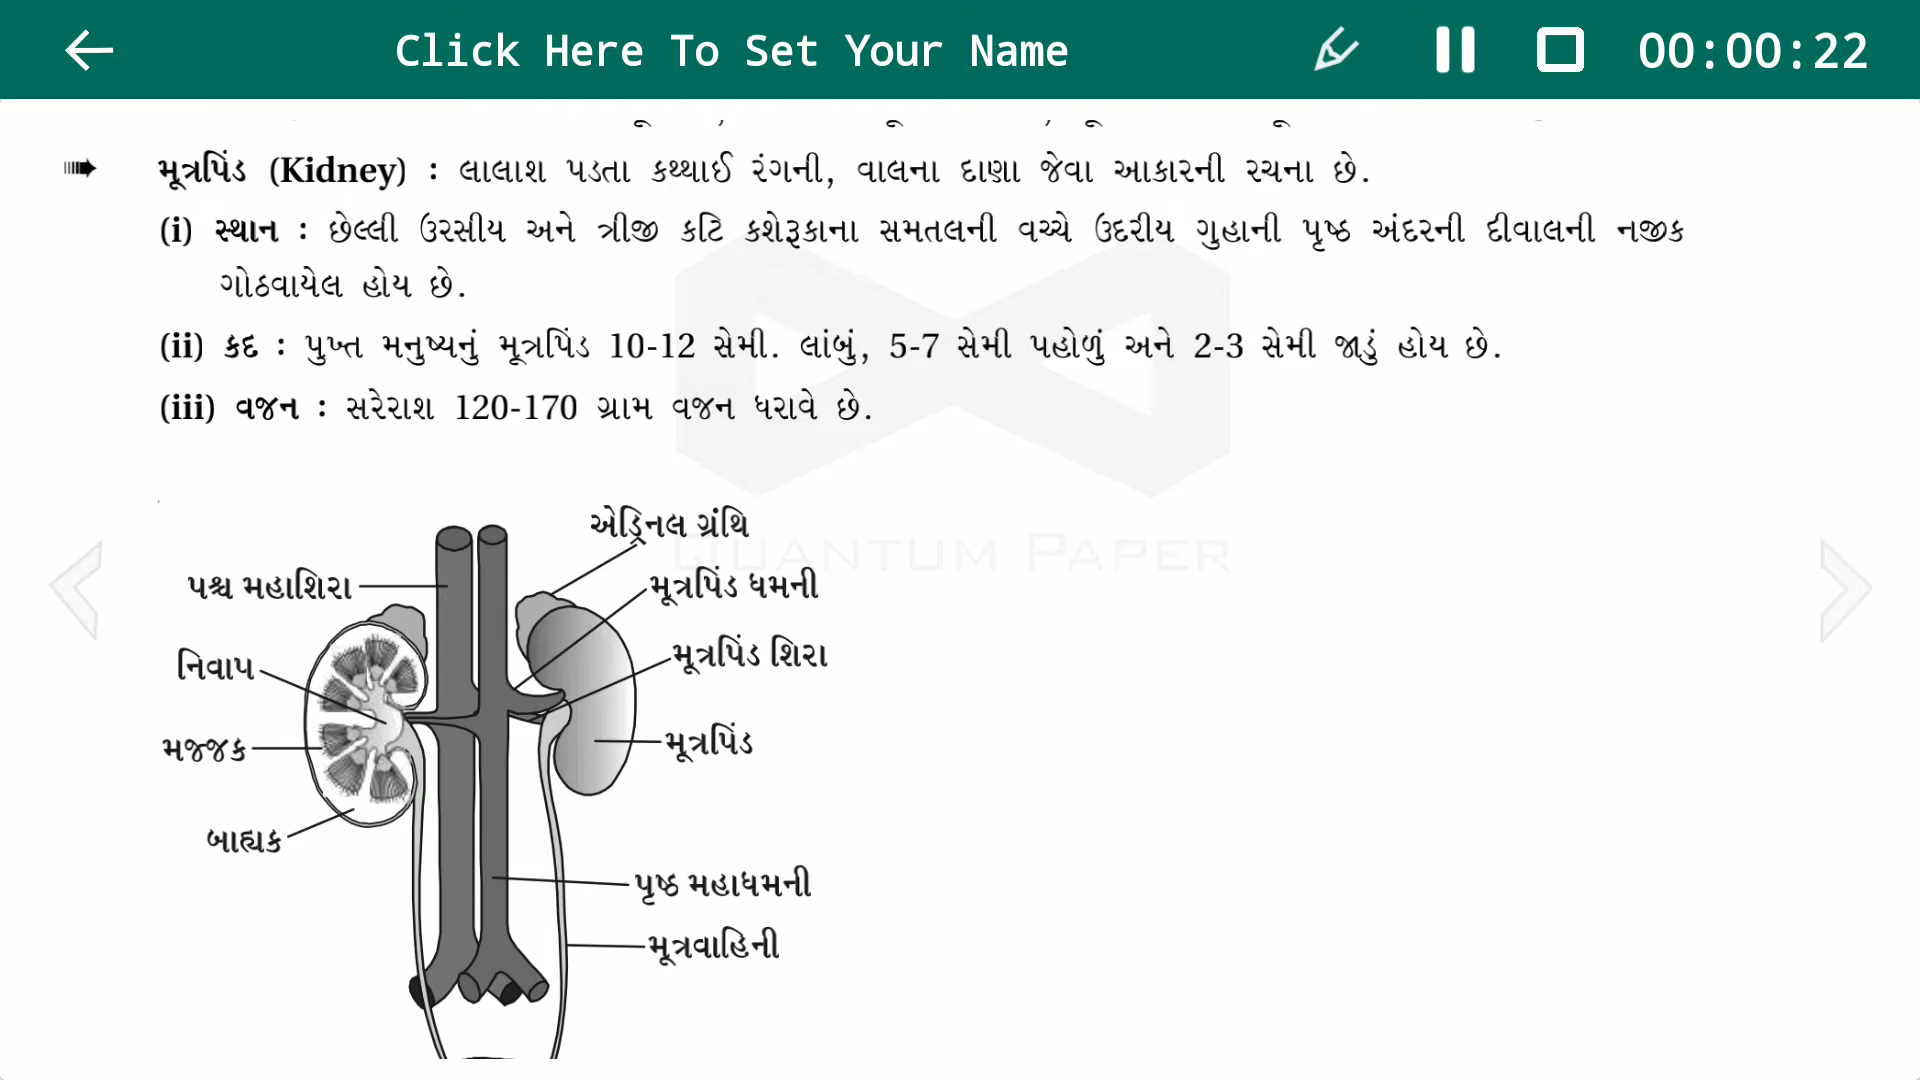 Click Here To Set Your Name 00:00:22
મૂત્રપિંડ (Kidney) : લાલાશ પડતા કથ્થાઈ રંગની, વાલના દાણા જેવા આકારની રચના છે.
(i) સ્થાન : છેલ્લી ઉરસીય અને ત્રીજી કટિ કશેરૂકાના સમતલની વચ્ચે ઉદરીય ગુહાની પૃષ્ઠ અંદરની દીવાલની નજીક
ગોઠવાયેલ હોય છે.
(ii) કદ : પુખ્ત મનુષ્યનું મૂત્રપિંડ 10-12 સેમી. લાંબું, 5-7 સેમી પહોળું અને 2-3 સેમી જાડું હોય છે.
(iii) વજન : સરેરાશ 120-170 ગ્રામ વજન ધરાવે છે.
QUANTUM PAPER
એડ્રિનલ ગ્રંથિ
પશ્ચ મહાશિરા
મૂત્રપિંડ ધમની
નિવાપ
મૂત્રપિંડ શિરા
મજ્જક
મૂત્રપિંડ
બાહ્યક
પૃષ્ઠ મહાધમની
મૂત્રવાહિની